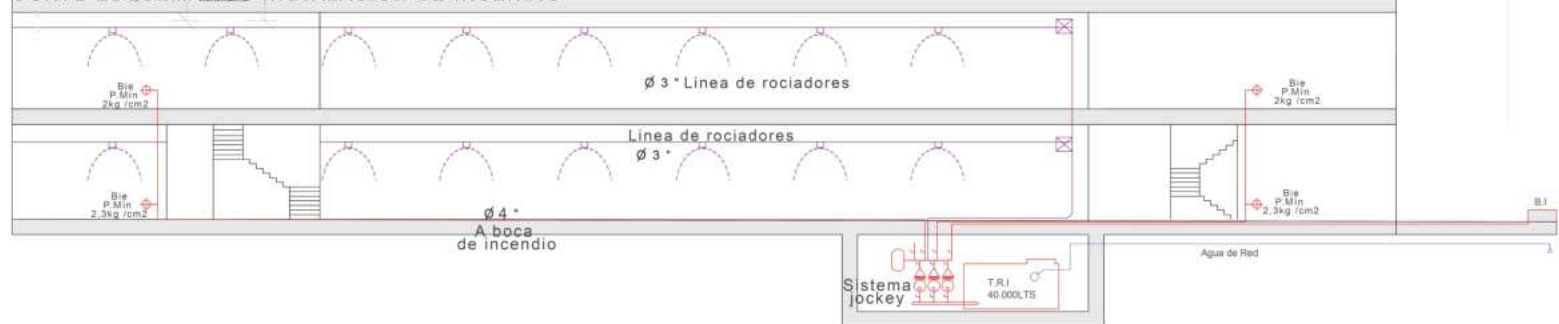 Ø 3 " Linea de rociadores
Bie
P.Min
2kg /cm2
Bie
P.Min
2kg /cm2
Linea de rociadores
Ø 3 "
Bie
P.Min
2,3kg /cm2
Bie
P.Min
2,3kg /cm2
B.I
Ø 4 "
A boca
de incendio
Agua de Red
Sistema
jockey
T.R.I
40.000LTS